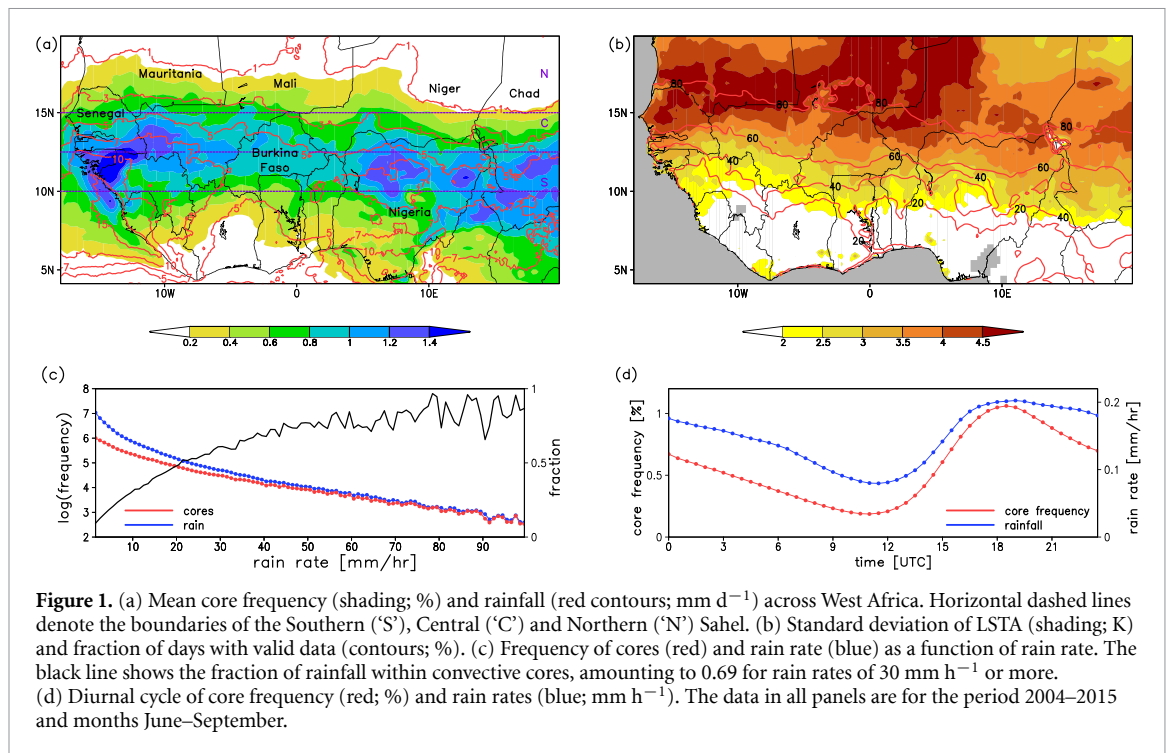 (a)
Mauritania
Mali
Niger
Chad
Senegal
Burkina
Faso
Nigeria
N
C
S
15N
10N
5N
10W
0
10E
0.2 0.4 0.6 0.8 1 1.2 1.4
(b)
80
80
80
60
60
60
40
40
40
40
20
20
20
15N
10N
5N
10W
0
10E
2 2.5 3 3.5 4 4.5
(c)
log(frequency)
8
7
6
5
4
3
2
cores
rain
10 20 30 40 50 60 70 80 90
rain rate [mm/hr]
1
0.5
0
fraction
(d)
core frequency [%]
1
0.5
0
core frequency
rainfall
0 3 6 9 12 15 18 21
time [UTC]
0.2
0.1
0
rain rate [mm/hr]
Figure 1. (a) Mean core frequency (shading; %) and rainfall (red contours; mm d−1) across West Africa. Horizontal dashed lines
denote the boundaries of the Southern (‘S’), Central (‘C’) and Northern (‘N’) Sahel. (b) Standard deviation of LSTA (shading; K)
and fraction of days with valid data (contours; %). (c) Frequency of cores (red) and rain rate (blue) as a function of rain rate. The
black line shows the fraction of rainfall within convective cores, amounting to 0.69 for rain rates of 30 mm h−1 or more.
(d) Diurnal cycle of core frequency (red; %) and rain rates (blue; mm h−1). The data in all panels are for the period 2004–2015
and months June–September.